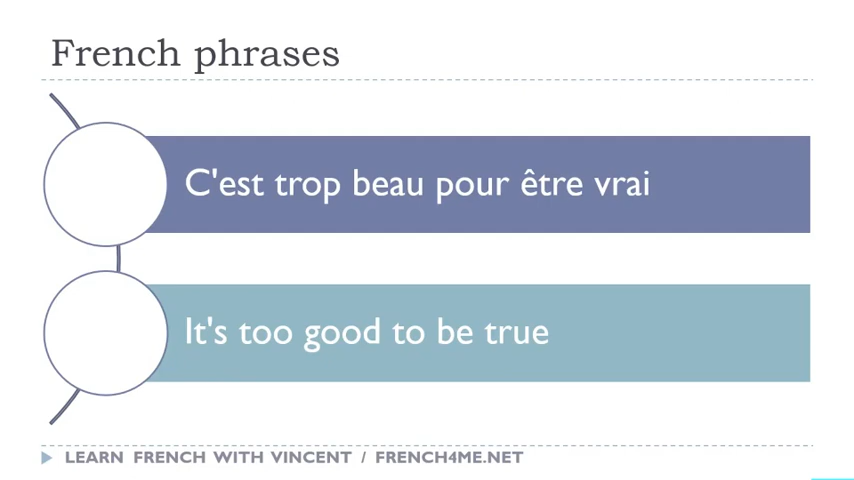 French phrases
C'est trop beau pour être vrai
It's too good to be true
LEARN FRENCH WITH VINCENT / FRENCH4ME.NET